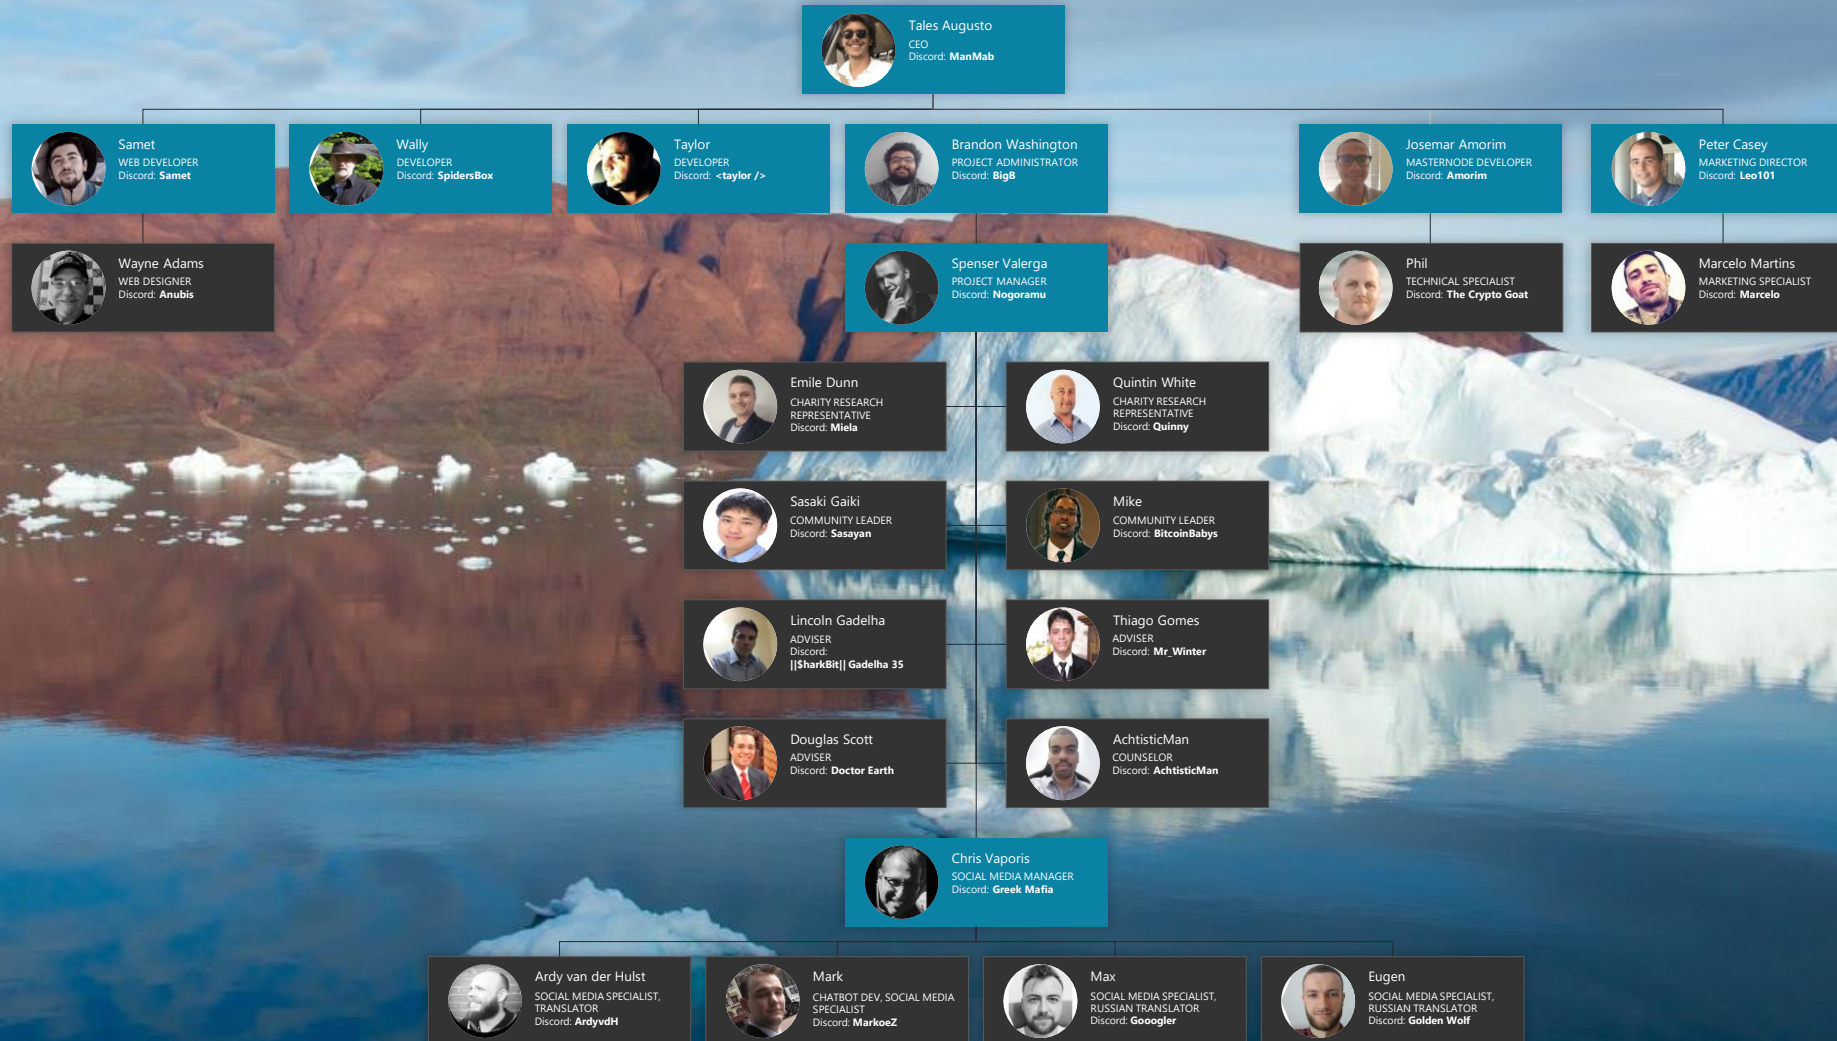 Tales Augusto
CEO
Discord: ManMab
Samet
WEB DEVELOPER
Discord: Samet
Wally
DEVELOPER
Discord: SpidersBox
Taylor
DEVELOPER
Discord: <taylor />
Brandon Washington
PROJECT ADMINISTRATOR
Discord: BigB
Josemar Amorim
MASTERNODE DEVELOPER
Discord: Amorim
Peter Casey
MARKETING DIRECTOR
Discord: Leo101
Wayne Adams
WEB DESIGNER
Discord: Anubis
Spenser Valerga
PROJECT MANAGER
Discord: Nogoramu
Phil
TECHNICAL SPECIALIST
Discord: The Crypto Goat
Marcelo Martins
MARKETING SPECIALIST
Discord: Marcelo
Emile Dunn
CHARITY RESEARCH
REPRESENTATIVE
Discord: Miela
Quintin White
CHARITY RESEARCH
REPRESENTATIVE
Discord: Quinny
Sasaki Gaiki
COMMUNITY LEADER
Discord: Sasayan
Mike
COMMUNITY LEADER
Discord: BitcoinBabys
Lincoln Gadelha
ADVISER
Discord:
||$harkBit|| Gadelha 35
Thiago Gomes
ADVISER
Discord: Mr_Winter
Douglas Scott
ADVISER
Discord: Doctor Earth
AchtisticMan
COUNSELOR
Discord: AchtisticMan
Chris Vaporis
SOCIAL MEDIA MANAGER
Discord: Greek Mafia
Ardy van der Hulst
SOCIAL MEDIA SPECIALIST,
TRANSLATOR
Discord: ArdyvdH
Mark
CHATBOT DEV, SOCIAL MEDIA
SPECIALIST
Discord: MarkoeZ
Max
SOCIAL MEDIA SPECIALIST,
RUSSIAN TRANSLATOR
Discord: Gooogler
Eugen
SOCIAL MEDIA SPECIALIST,
RUSSIAN TRANSLATOR
Discord: Golden Wolf